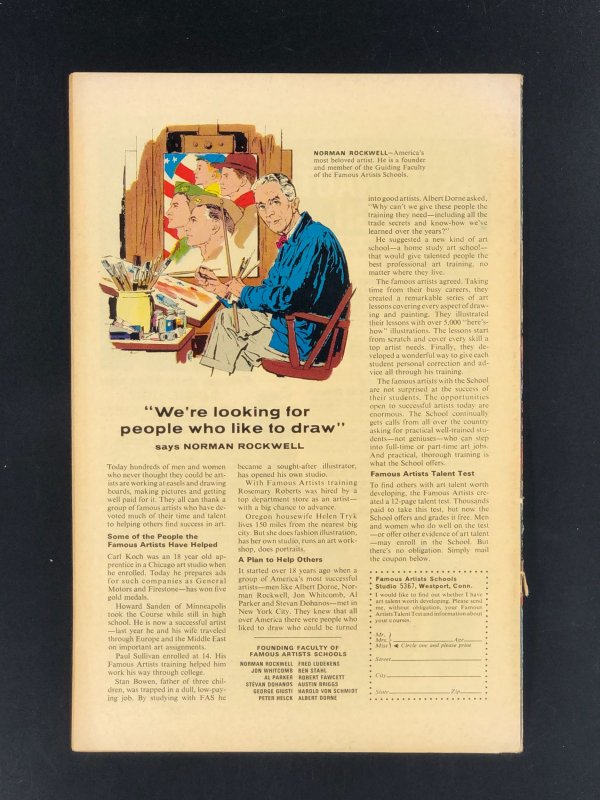 NORMAN ROCKWELL—America's
most beloved artist. He is a founder
and member of the Guiding Faculty
of the Famous Artists Schools.
"We're looking for
people who like to draw"
says NORMAN ROCKWELL
Today hundreds of men and women
who never thought they could be art-
ists are working at easels and drawing
boards, making pictures and getting
well paid for it. They all can thank a
group of famous artists who have de-
voted much of their time and talent
to helping others find success in art.
Some of the People the
Famous Artists Have Helped
Carl Koch was an 18 year old ap-
prentice in a Chicago art studio when
he enrolled. Today he prepares ads
for such companies as General
Motors and Firestone—has won five
gold medals.
Howard Sanden of Minneapolis
took the Course while still in high
school. He is now a successful artist
—last year he and his wife traveled
through Europe and the Middle East
on important art assignments.
Paul Sullivan enrolled at 14. His
Famous Artists training helped him
work his way through college.
Stan Bowen, father of three chil-
dren, was trapped in a dull, low-pay-
ing job. By studying with FAS he
became a sought-after illustrator,
has opened his own studio.
With Famous Artists training
Rosemary Roberts was hired by a
top department store as an artist—
with a big chance to advance.
Oregon housewife Helen Tryk
lives 150 miles from the nearest big
city. But she does fashion illustration,
has her own studio, runs an art work-
shop, does portraits.
A Plan to Help Others
It started over 18 years ago when a
group of America's most successful
artists—men like Albert Dorne, Nor-
man Rockwell, Jon Whitcomb, Al
Parker and Stevan Dohanos—met in
New York City. They knew that all
over America there were people who
liked to draw who could be turned
FOUNDING FACULTY OF
FAMOUS ARTISTS SCHOOLS
NORMAN ROCKWELL FRED LUDEKENS
JON WHITCOMB BEN STAHL
AL PARKER ROBERT FAWCETT
STEVAN DOHANOS AUSTIN BRIGGS
GEORGE GIUSTI HAROLD VON SCHMIDT
PETER HELCK ALBERT DORNE
into good artists. Albert Dorne asked,
"Why can't we give these people the
training they need—including all the
trade secrets and know-how we've
learned over the years?"
He suggested a new kind of art
school—a home study art school—
that would give talented people the
best professional art training, no
matter where they live.
The famous artists agreed. Taking
time from their busy careers, they
created a remarkable series of art
lessons covering every aspect of draw-
ing and painting. They illustrated
their lessons with over 5,000 "here's-
how" illustrations. The lessons start
from scratch and cover every skill a
top artist needs. Finally, they de-
veloped a wonderful way to give each
student personal correction and ad-
vice all through his training.
The famous artists with the School
are not surprised at the success of
their students. The opportunities
open to successful artists today are
enormous. The School continually
gets calls from all over the country
asking for practical well-trained stu-
dents—not geniuses—who can step
into full-time or part-time art jobs.
And practical, thorough training is
what the School offers.
Famous Artists Talent Test
To find others with art talent worth
developing, the Famous Artists cre-
ated a 12-page talent test. Thousands
paid to take this test, but now the
School offers and grades it free. Men
and women who do well on the test
—or offer other evidence of art talent
—may enroll in the School. But
there's no obligation. Simply mail
the coupon below.
Famous Artists Schools
Studio 5367, Westport, Conn.
I would like to find out whether I have
art talent worth developing. Please send
me, without obligation, your Famous
Artists Talent Test and information about
your courses.
Mr.
Mrs. Age
Miss Circle one and please print
Street
City
State Zip